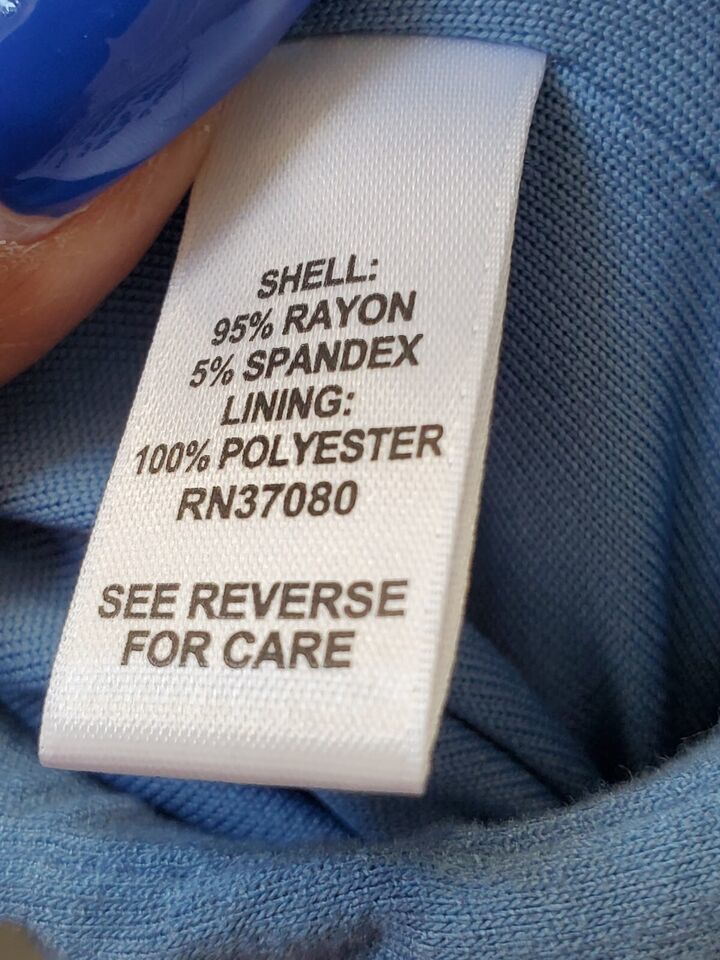 SHELL:
95% RAYON
5% SPANDEX
LINING:
100% POLYESTER
RN37080
SEE REVERSE
FOR CARE